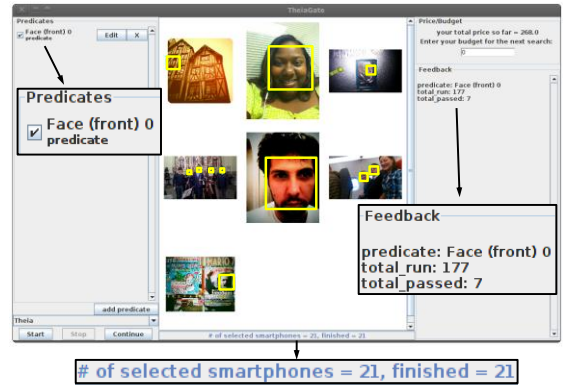 TheiaGate
Predicates
Face (front) 0
predicate
Edit
X
Predicates
Face (front) 0
predicate
add predicate
Theia
Start
Stop
Continue
# of selected smartphones = 21, finished = 21
Price/Budget
your total price so far = 268.0
Enter your budget for the next search:
0
Feedback
predicate: Face (front) 0
total_run: 177
total_passed: 7
Feedback
predicate: Face (front) 0
total_run: 177
total_passed: 7
# of selected smartphones = 21, finished = 21